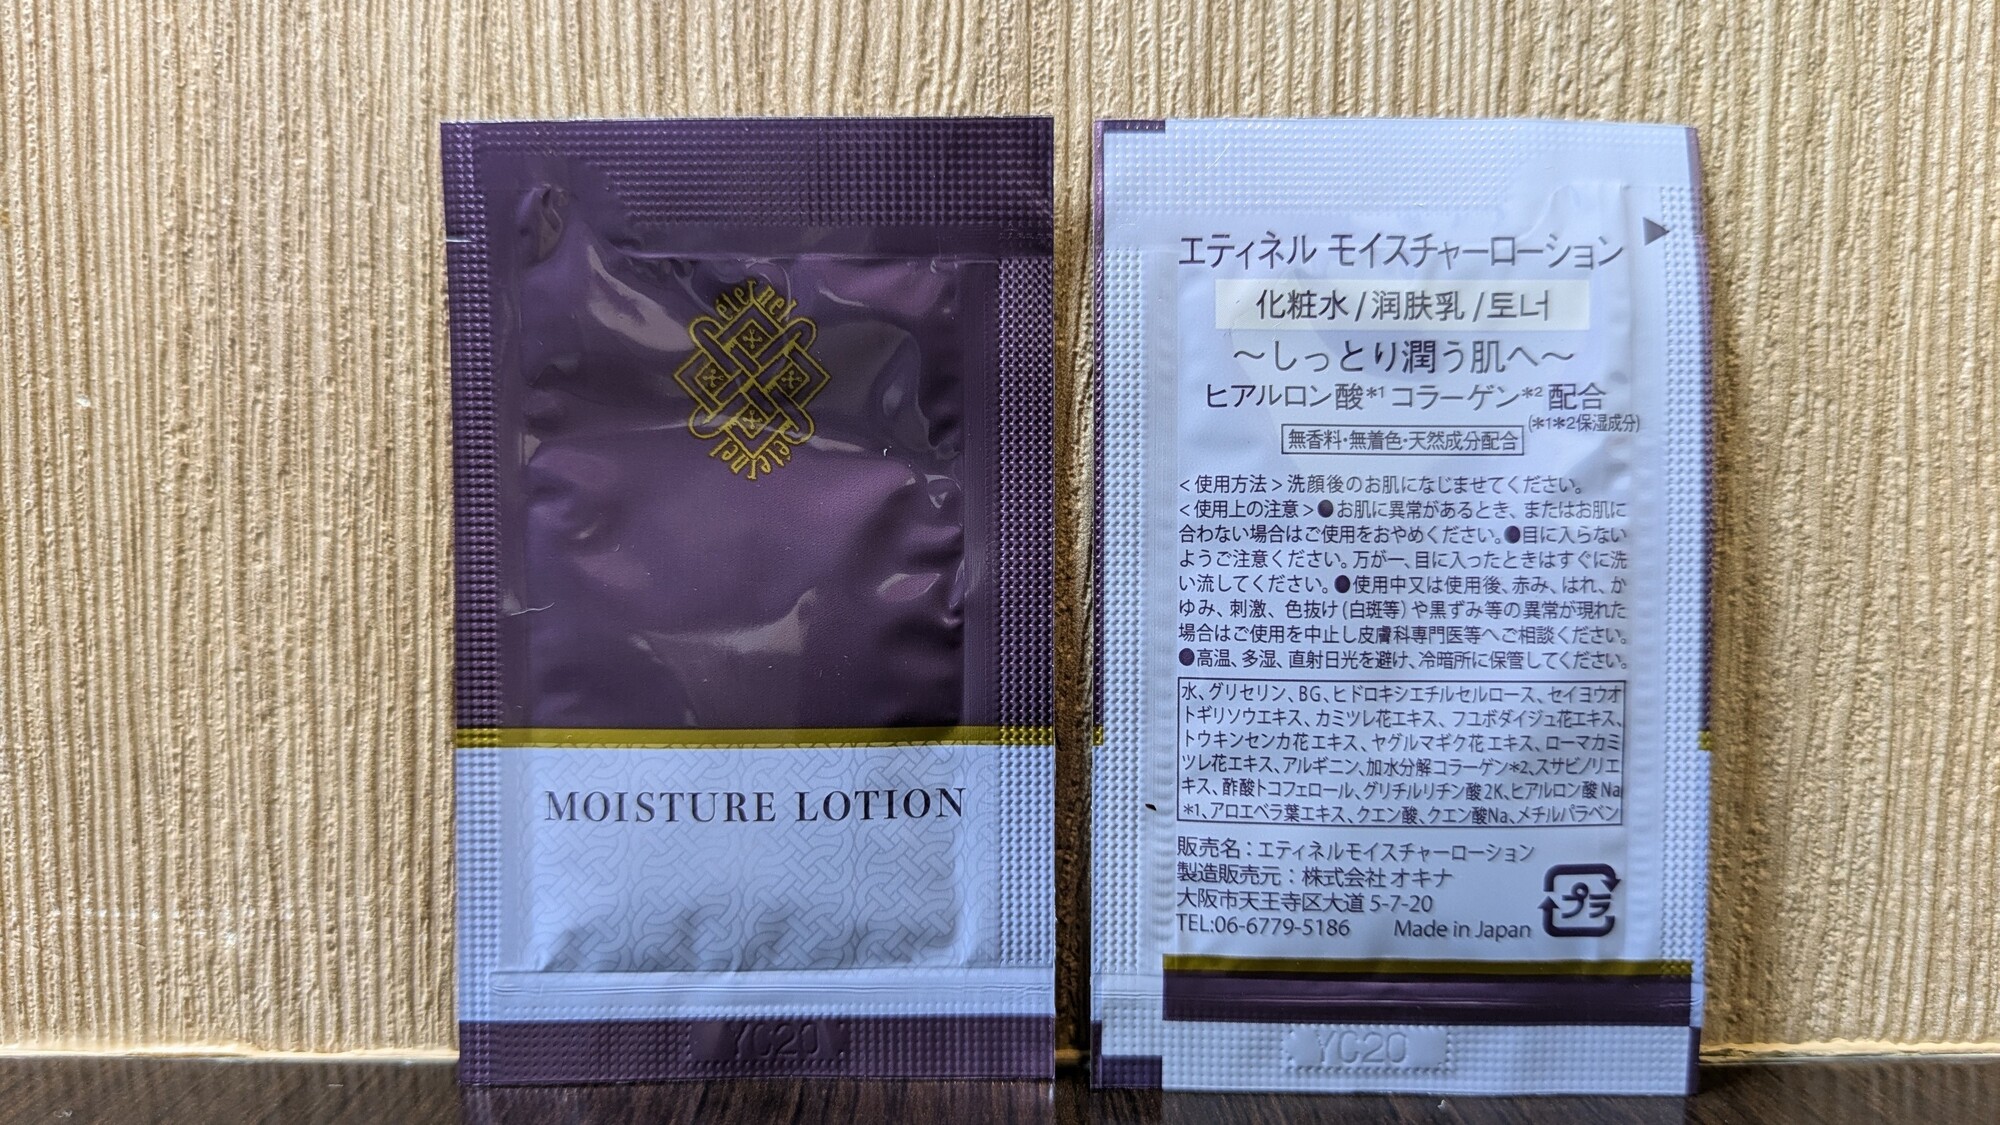 éternel
éternel
MOISTURE LOTION
YC20
エティネル モイスチャーローション
化粧水/润肤乳/토너
～しっとり潤う肌へ～
ヒアルロン酸*1 コラーゲン*2 配合
(*1*2保湿成分)
無香料・無着色・天然成分配合
<使用方法>洗顔後のお肌になじませてください。
<使用上の注意>●お肌に異常があるとき、またはお肌に
合わない場合はご使用をおやめください。●目に入らない
ようご注意ください。万が一、目に入ったときはすぐに洗
い流してください。●使用中又は使用後、赤み、はれ、か
ゆみ、刺激、色抜け(白斑等)や黒ずみ等の異常が現れた
場合はご使用を中止し皮膚科専門医等へご相談ください。
●高温、多湿、直射日光を避け、冷暗所に保管してください。
水、グリセリン、BG、ヒドロキシエチルセルロース、セイヨウオ
トギリソウエキス、カミツレ花エキス、フユボダイジュ花エキス、
トウキンセンカ花エキス、ヤグルマギク花エキス、ローマカミ
ツレ花エキス、アルギニン、加水分解コラーゲン*2、スサビノリエ
キス、酢酸トコフェロール、グリチルリチン酸2K、ヒアルロン酸Na
*1、アロエベラ葉エキス、クエン酸、クエン酸Na、メチルパラベン
販売名：エティネルモイスチャーローション
製造販売元：株式会社オキナ
大阪市天王寺区大道5-7-20
TEL:06-6779-5186 Made in Japan
プラ
YC20